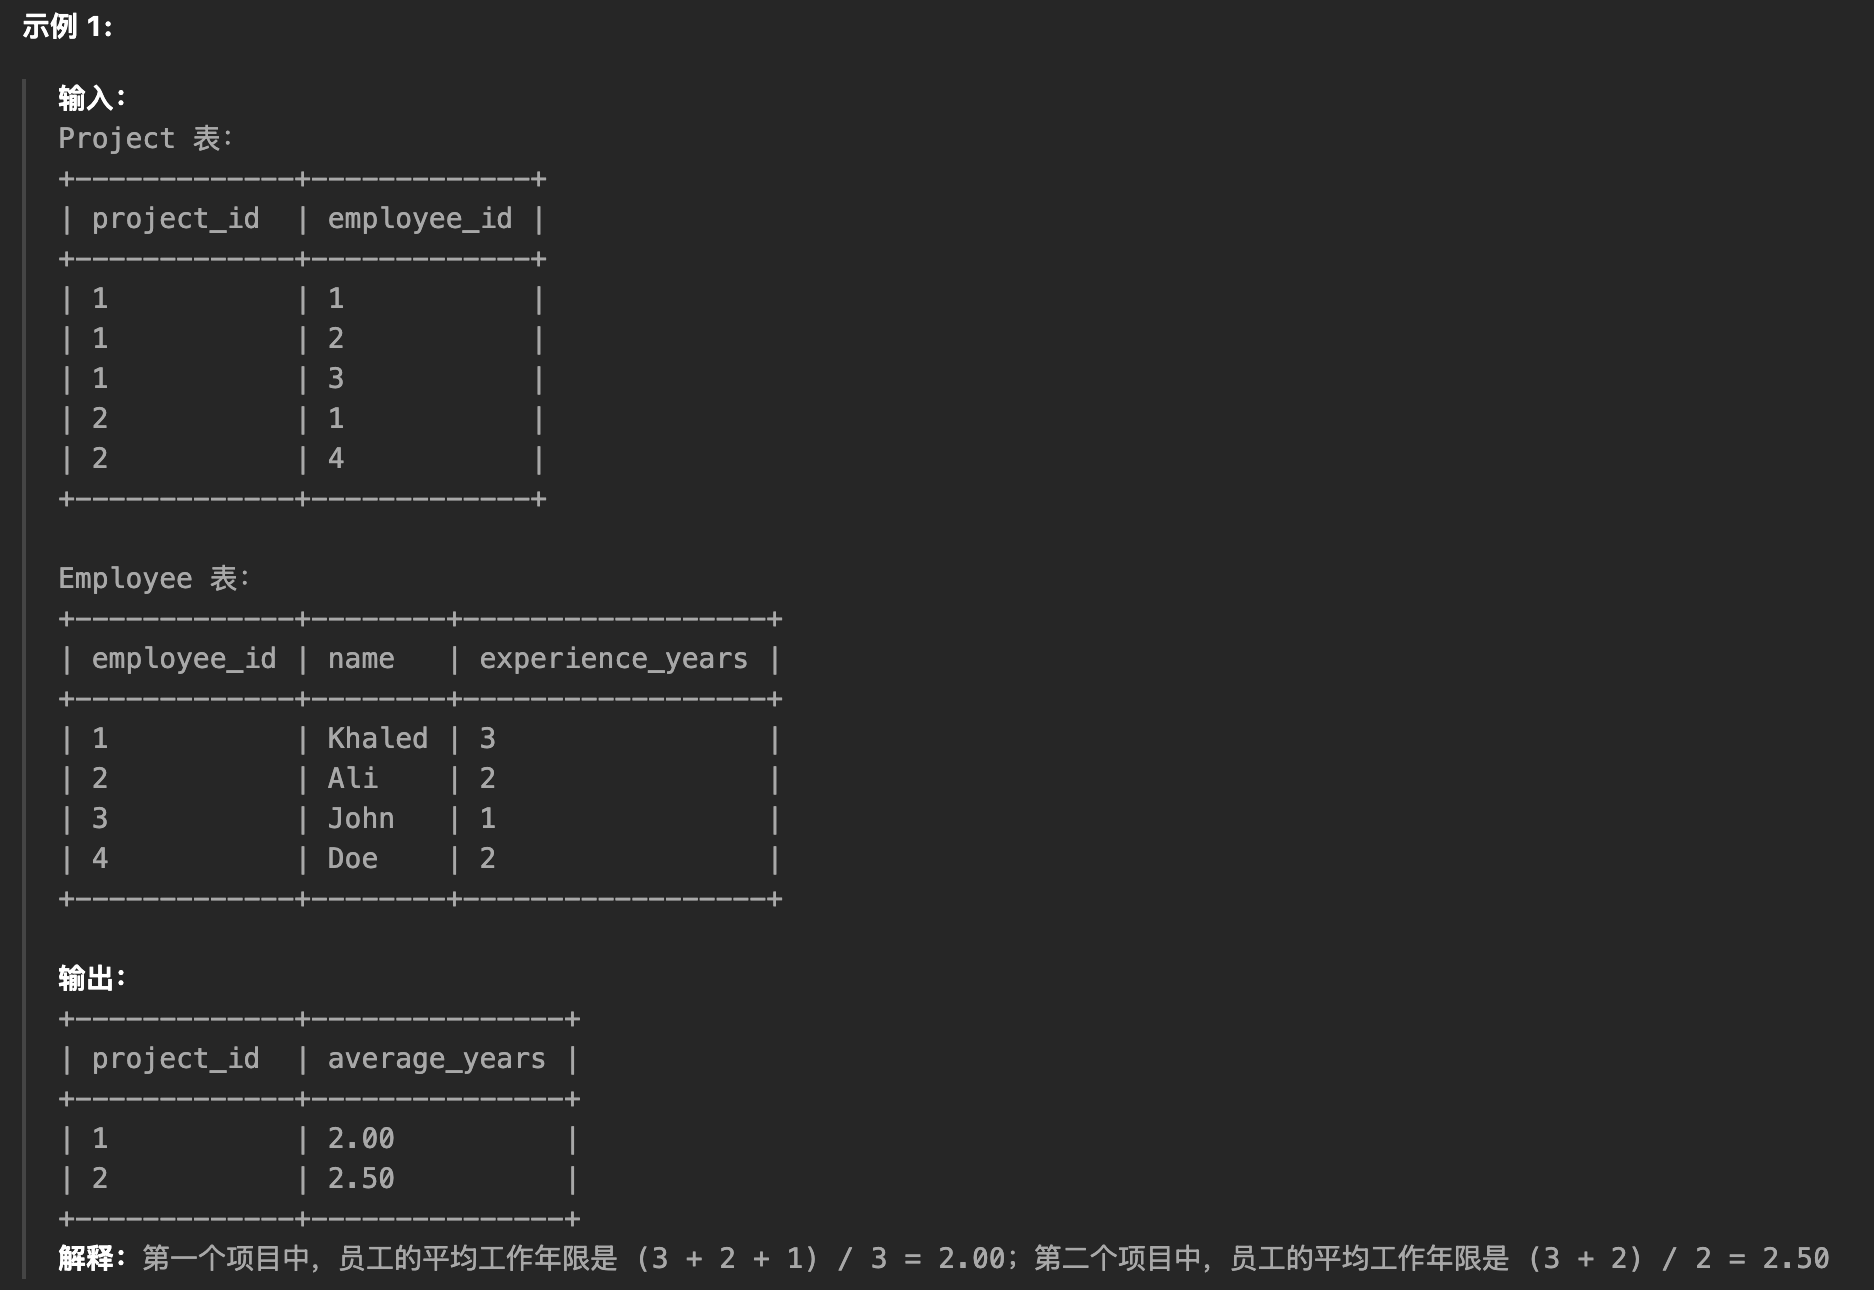 示例 1:
输入：
Project 表：
+-------------+-------------+
| project_id  | employee_id |
+-------------+-------------+
| 1           | 1           |
| 1           | 2           |
| 1           | 3           |
| 2           | 1           |
| 2           | 4           |
+-------------+-------------+
Employee 表：
+-------------+--------+------------------+
| employee_id | name   | experience_years |
+-------------+--------+------------------+
| 1           | Khaled | 3                |
| 2           | Ali    | 2                |
| 3           | John   | 1                |
| 4           | Doe    | 2                |
+-------------+--------+------------------+
输出：
+-------------+---------------+
| project_id  | average_years |
+-------------+---------------+
| 1           | 2.00          |
| 2           | 2.50          |
+-------------+---------------+
解释：第一个项目中，员工的平均工作年限是 (3 + 2 + 1) / 3 = 2.00；第二个项目中，员工的平均工作年限是 (3 + 2) / 2 = 2.50